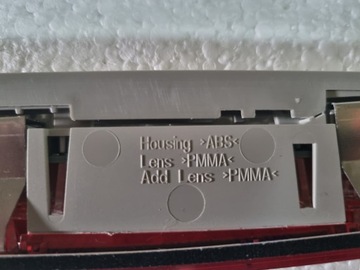 Housing >ABS<
Lens >PMMA<
Add Lens >PMMA<